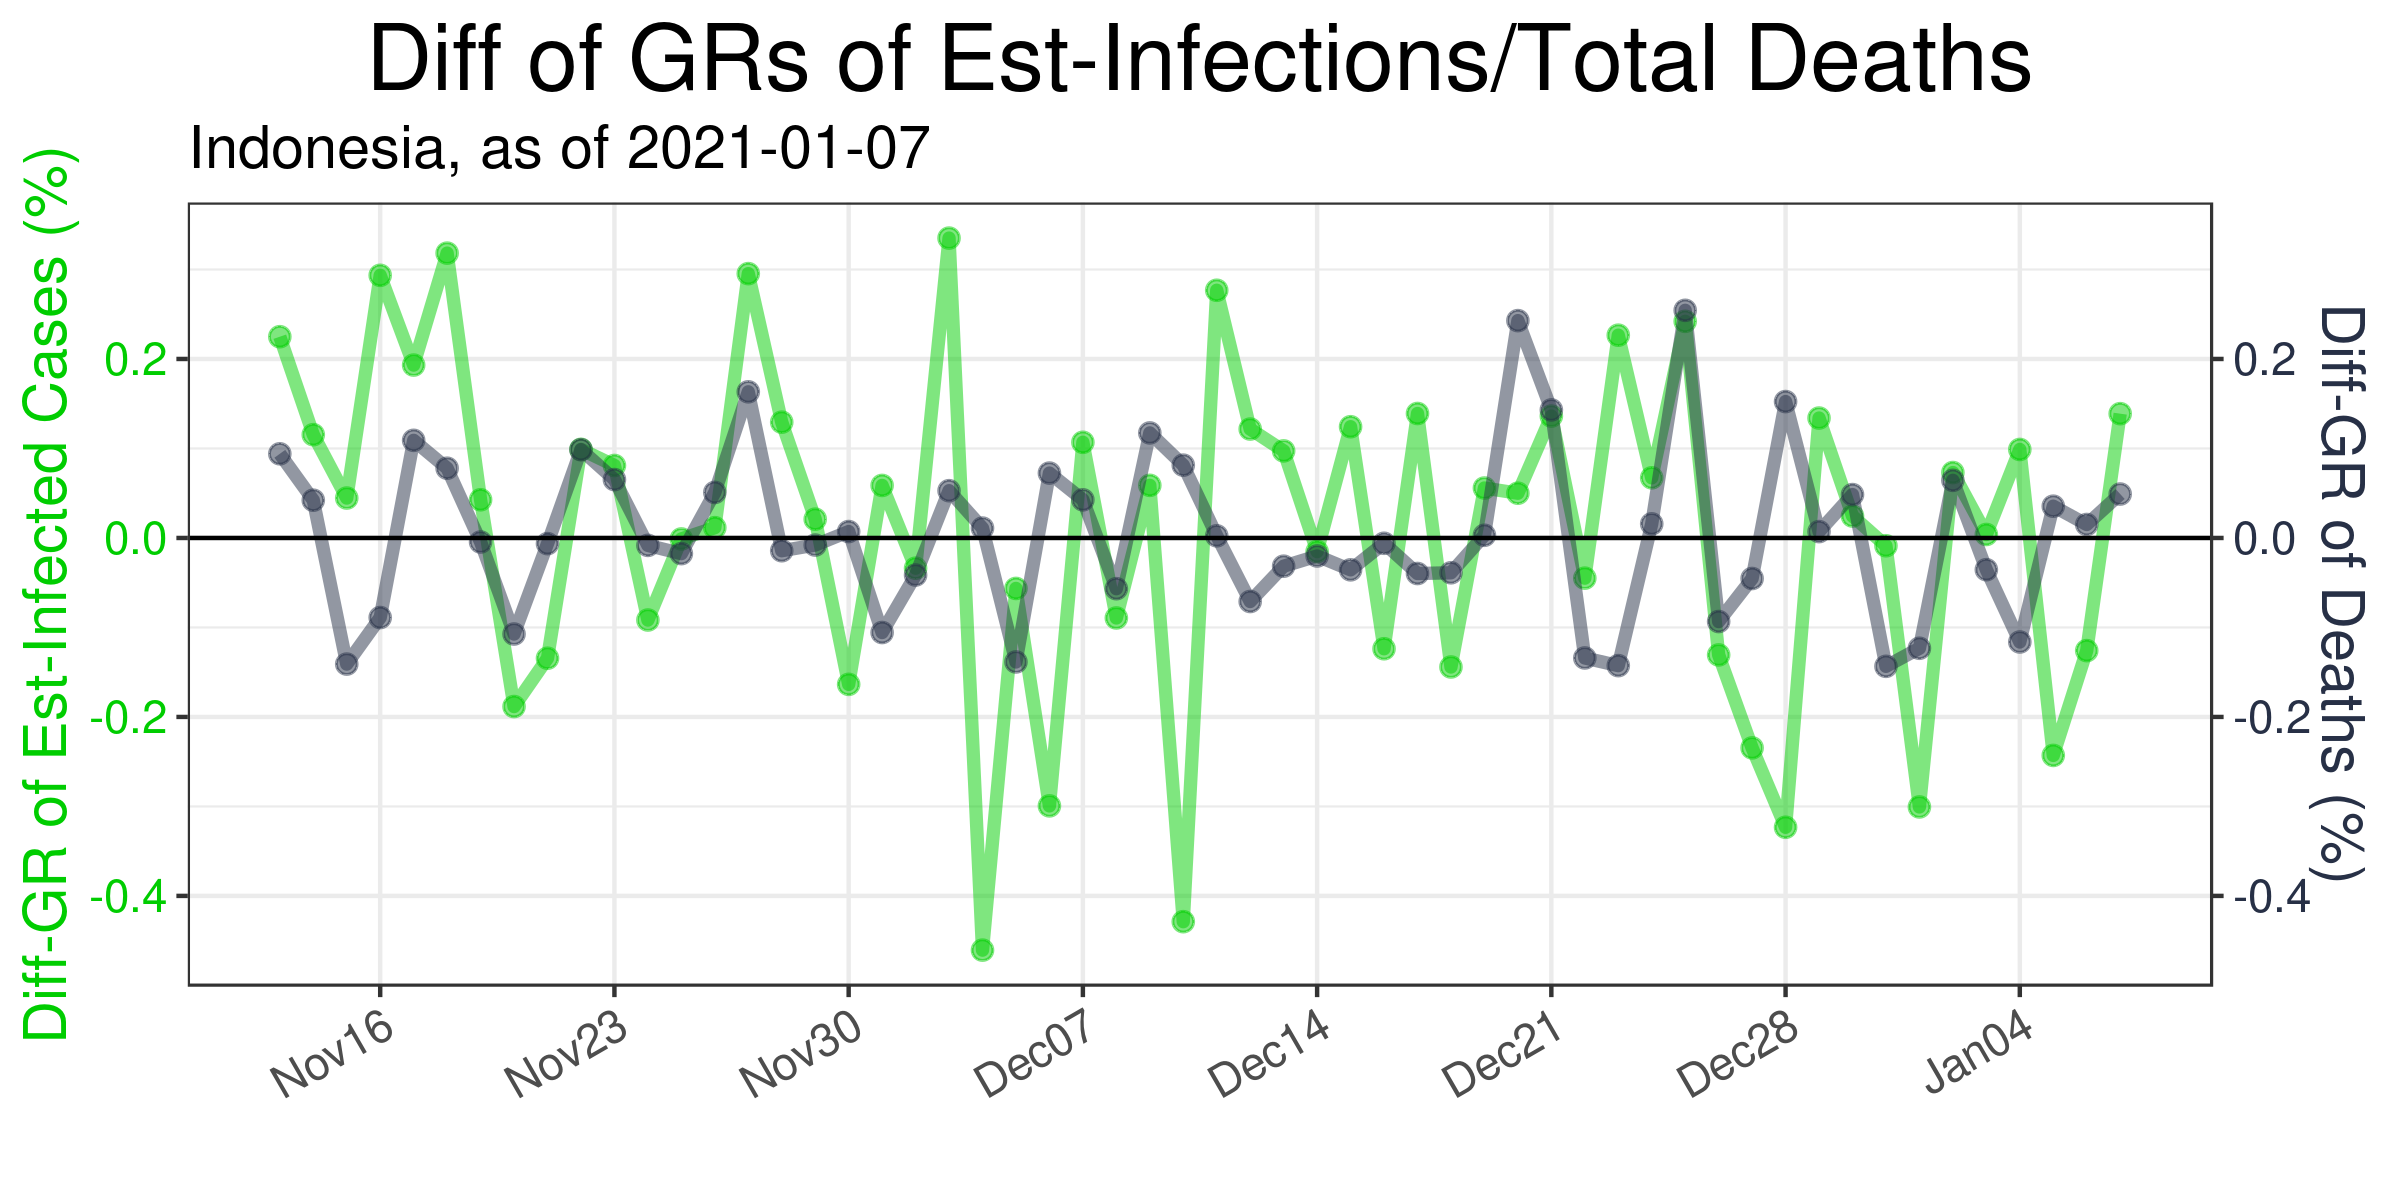 Diff of GRs of Est-Infections/Total Deaths
Indonesia, as of 2021-01-07
Diff-GR of Est-Infected Cases (%)
0.2
0.0
-0.2
-0.4
0.2
0.0
-0.2
-0.4
Diff-GR of Deaths (%)
Nov16
Nov23
Nov30
Dec07
Dec14
Dec21
Dec28
Jan04